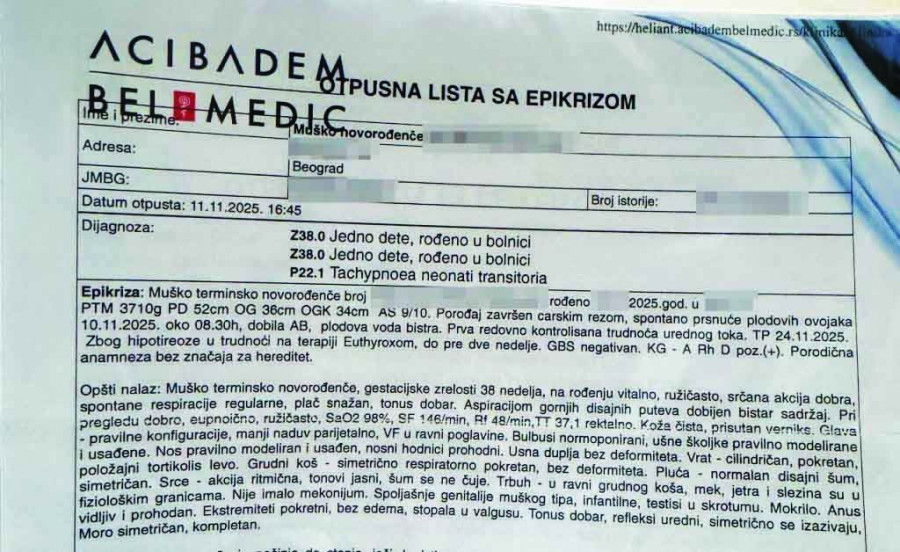 https://heliant.acibadembelmedic.rs/klinika/klinika
ACIBADEM
BEL MEDIC
OTPUSNA LISTA SA EPIKRIZOM
Ime i prezime: Muško novorođenče
Adresa:
Beograd
JMBG:
Broj istorije:
Datum otpusta: 11.11.2025. 16:45
Dijagnoza:
Z38.0 Jedno dete, rođeno u bolnici
Z38.0 Jedno dete, rođeno u bolnici
P22.1 Tachypnoea neonati transitoria
Epikriza: Muško terminsko novorođenče broj rođeno 2025.god. u
PTM 3710g PD 52cm OG 36cm OGK 34cm AS 9/10. Porođaj završen carskim rezom, spontano prsnuće plodovih ovojaka
10.11.2025. oko 08.30h, dobila AB, plodova voda bistra. Prva redovno kontrolisana trudnoća urednog toka. TP 24.11.2025.
Zbog hipotireoze u trudnoći na terapiji Euthyroxom, do pre dve nedelje. GBS negativan. KG - A Rh D poz.(+). Porodična
anamneza bez značaja za hereditet.
Opšti nalaz: Muško terminsko novorođenče, gestacijske zrelosti 38 nedelja, na rođenju vitalno, ružičasto, srčana akcija dobra,
spontane respiracije regularne, plač snažan, tonus dobar. Aspiracijom gornjih disajnih puteva dobijen bistar sadržaj. Pri
pregledu dobro, eupnoično, ružičasto, SaO2 98%, SF 146/min, Rf 48/min,TT 37,1 rektalno. Koža čista, prisutan verniks. Glava
- pravilne konfiguracije, manji naduv parijetalno, VF u ravni poglavine. Bulbusi normoponirani, ušne školjke pravilno modelirane
i usađene. Nos pravilno modeliran i usađen, nosni hodnici prohodni. Usna duplja bez deformiteta. Vrat - cilindričan, pokretan,
položajni tortikolis levo. Grudni koš - simetrično respiratorno pokretan, bez deformiteta. Pluća - normalan disajni šum,
simetričan. Srce - akcija ritmična, tonovi jasni, šum se ne čuje. Trbuh - u ravni grudnog koša, mek, jetra i slezina su u
fiziološkim granicama. Nije imalo mekonijum. Spoljašnje genitalije muškog tipa, infantilne, testisi u skrotumu. Mokrilo. Anus
vidljiv i prohodan. Ekstremiteti pokretni, bez edema, stopala u valgusu. Tonus dobar, refleksi uredni, simetrično se izazivaju,
Moro simetričan, kompletan.